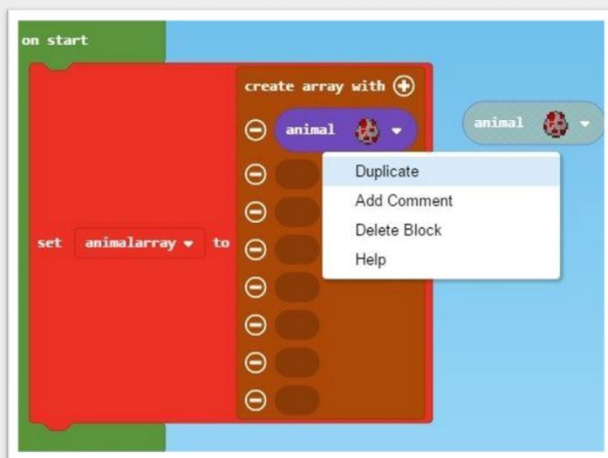 on start
create array with
animal
animal
Duplicate
Add Comment
Delete Block
Help
set animalarray to